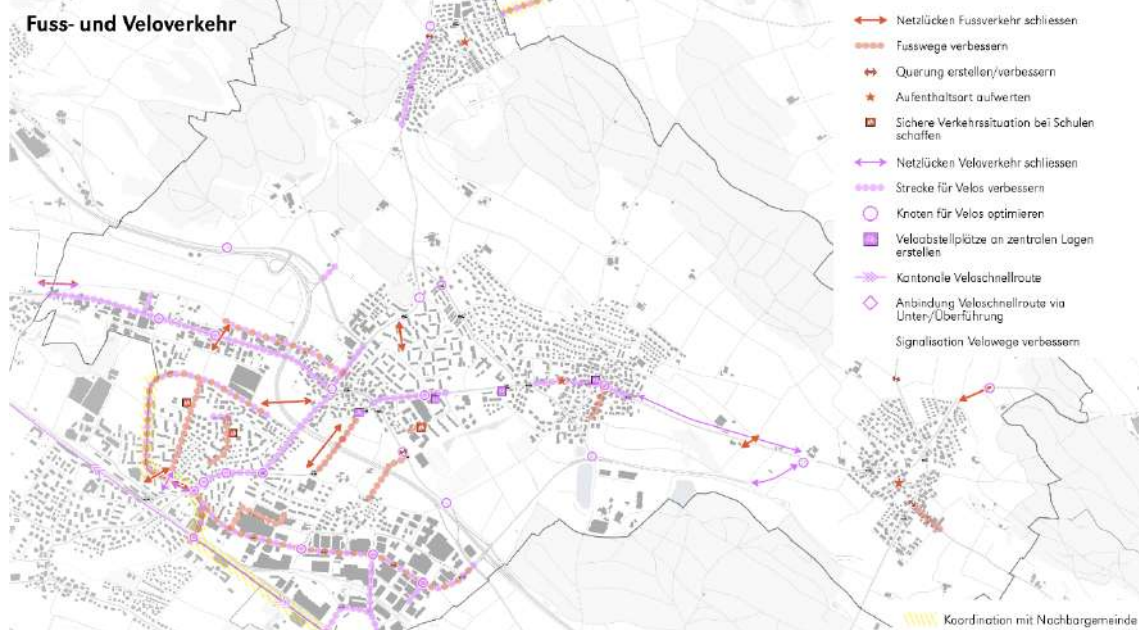 Fuss- und Veloverkehr
Netzlücken Fussverkehr schliessen
Fusswege verbessern
Querung erstellen/verbessern
Aufenthaltsort aufwerten
Sichere Verkehrssituation bei Schulen
schaffen
Netzlücken Veloverkehr schliessen
Strecke für Velos verbessern
Knoten für Velos optimieren
Veloabstellplätze an zentralen Lagen
erstellen
Kantonale Veloschnellroute
Anbindung Veloschnellroute via
Unter-/Überführung
Signalisation Velowege verbessern
Koordination mit Nachbargemeinde